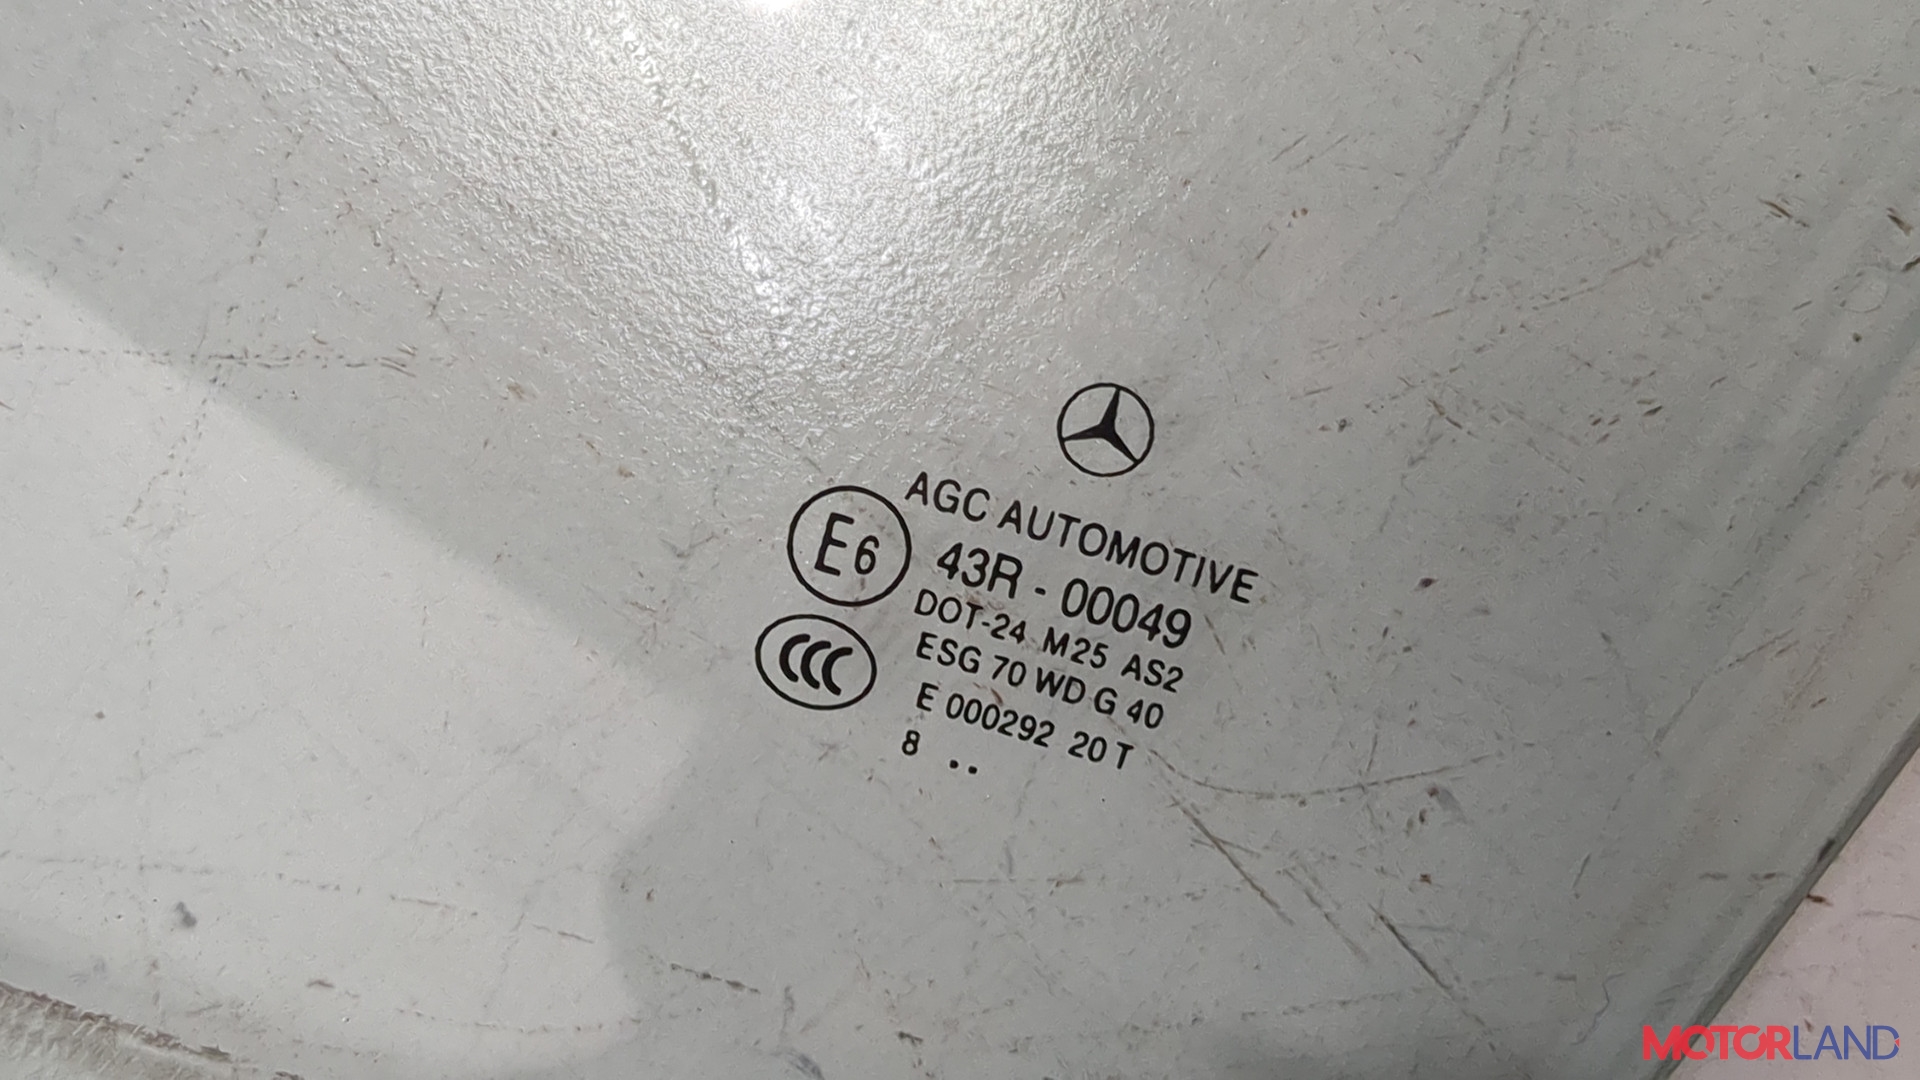 AGC AUTOMOTIVE
E6
43R - 00049
DOT-24 M25 AS2
CCC
ESG 70 WD G 40
E 000292 20 T
8 ..
MOTORLAND